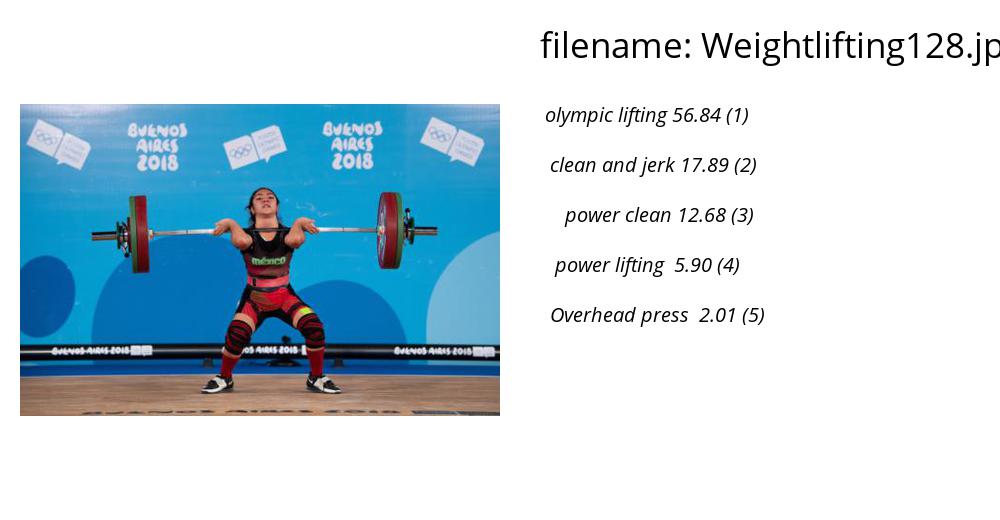 filename: Weightlifting128.jp
olympic lifting 56.84 (1)
clean and jerk 17.89 (2)
power clean 12.68 (3)
power lifting 5.90 (4)
Overhead press 2.01 (5)
BUENOS AIRES 2018
BUENOS AIRES 2018
méxico
BUENOS AIRES 2018
AIRES 2018
BUENOS AIRES 2018